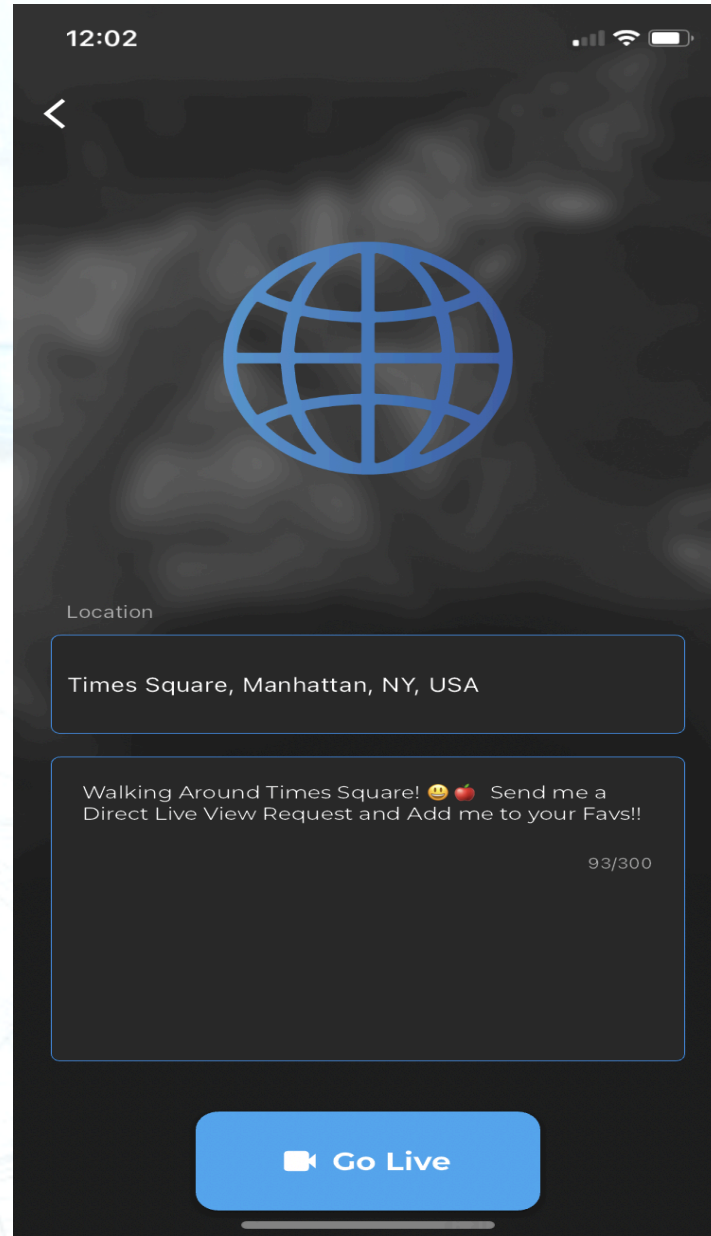 12:02
Location
Times Square, Manhattan, NY, USA
Walking Around Times Square! 😃🍎 Send me a
Direct Live View Request and Add me to your Favs!!
93/300
Go Live